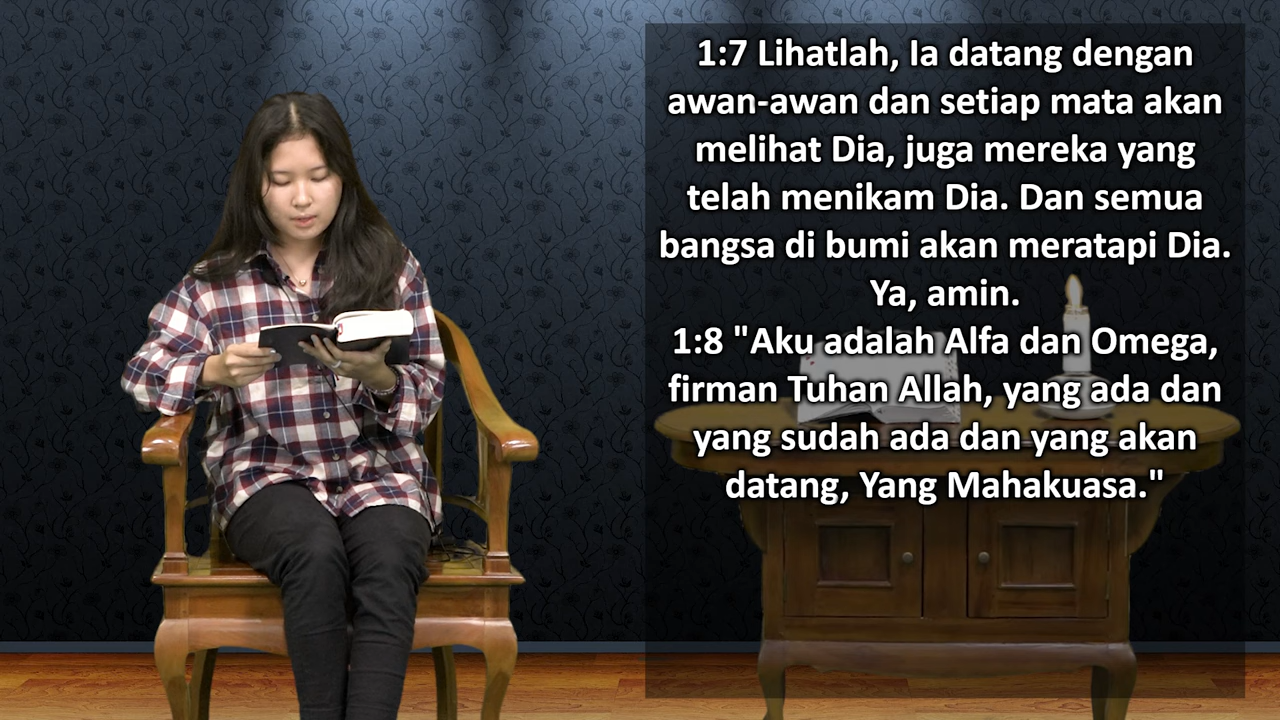 1:7 Lihatlah, Ia datang dengan
awan-awan dan setiap mata akan
melihat Dia, juga mereka yang
telah menikam Dia. Dan semua
bangsa di bumi akan meratapi Dia.
Ya, amin.
1:8 "Aku adalah Alfa dan Omega,
firman Tuhan Allah, yang ada dan
yang sudah ada dan yang akan
datang, Yang Mahakuasa."